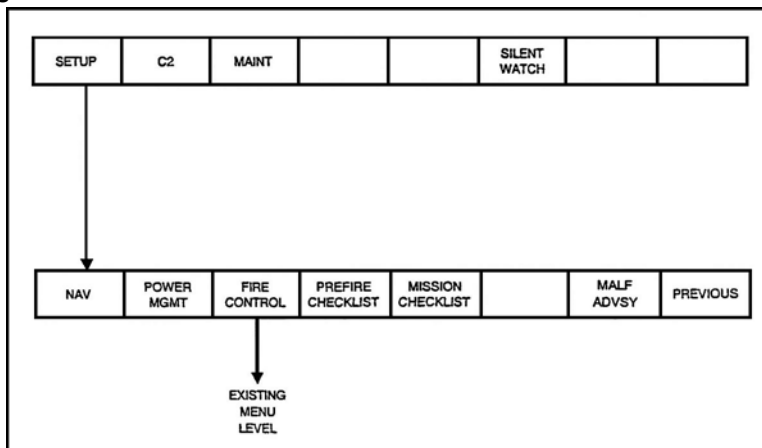 SETUP
C2
MAINT
SILENT
WATCH
NAV
POWER
MGMT
FIRE
CONTROL
PREFIRE
CHECKLIST
MISSION
CHECKLIST
MALF
ADVSY
PREVIOUS
EXISTING
MENU
LEVEL